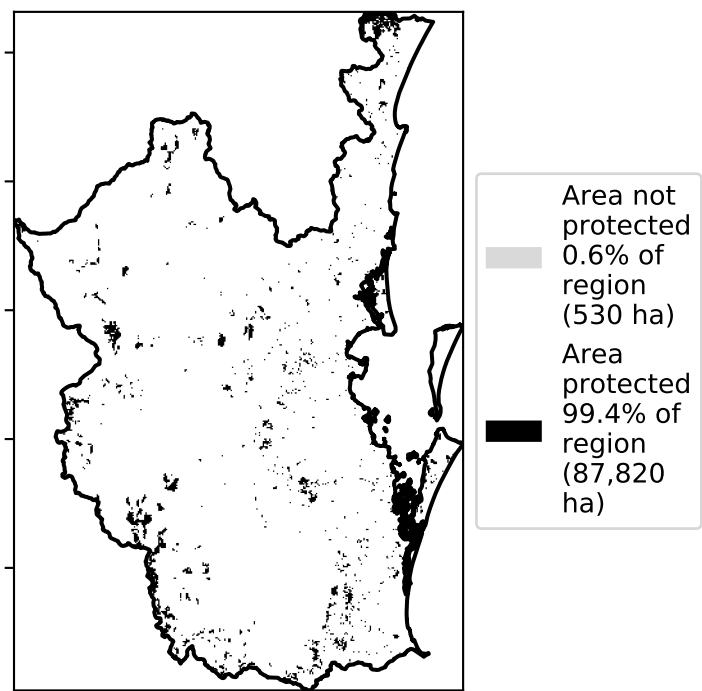 Area not
protected
0.6% of
region
(530 ha)
Area
protected
99.4% of
region
(87,820
ha)